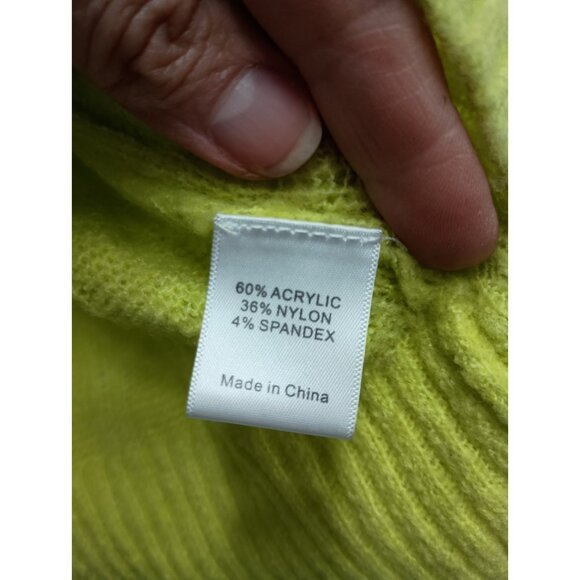 60% ACRYLIC
36% NYLON
4% SPANDEX
Made in China